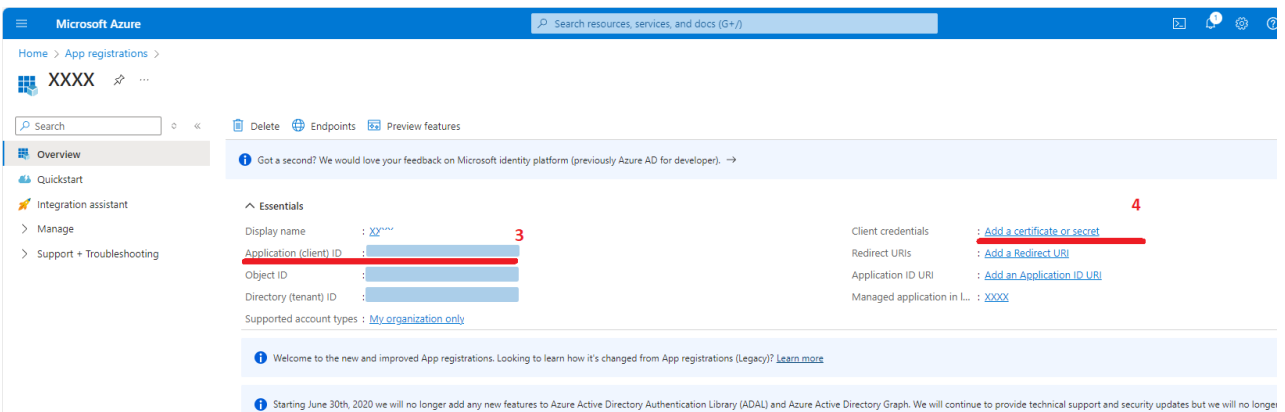 Microsoft Azure
Search resources, services, and docs (G+/)
1
Home > App registrations >
XXXX
Search
Delete Endpoints Preview features
Overview
Got a second? We would love your feedback on Microsoft identity platform (previously Azure AD for developer). →
Quickstart
Integration assistant
Manage
Support + Troubleshooting
Essentials
4
Display name :
3
Client credentials : Add a certificate or secret
Application (client) ID :
Redirect URIs : Add a Redirect URI
Object ID :
Application ID URI : Add an Application ID URI
Directory (tenant) ID :
Managed application in l... : XXXX
Supported account types : My organization only
Welcome to the new and improved App registrations. Looking to learn how it's changed from App registrations (Legacy)? Learn more
Starting June 30th, 2020 we will no longer add any new features to Azure Active Directory Authentication Library (ADAL) and Azure Active Directory Graph. We will continue to provide technical support and security updates but we will no longer